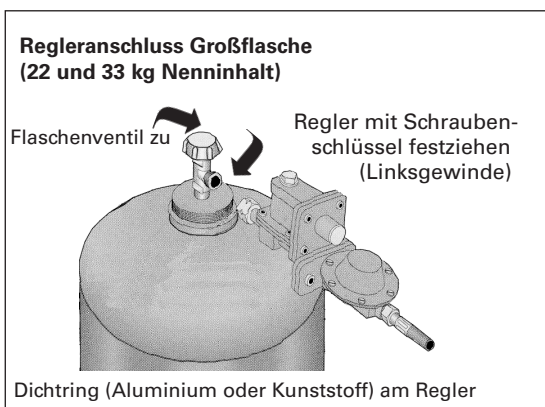 Regleranschluss Großflasche
(22 und 33 kg Nenninhalt)
Flaschenventil zu
Regler mit Schrauben-
schlüssel festziehen
(Linksgewinde)
Dichtring (Aluminium oder Kunststoff) am Regler